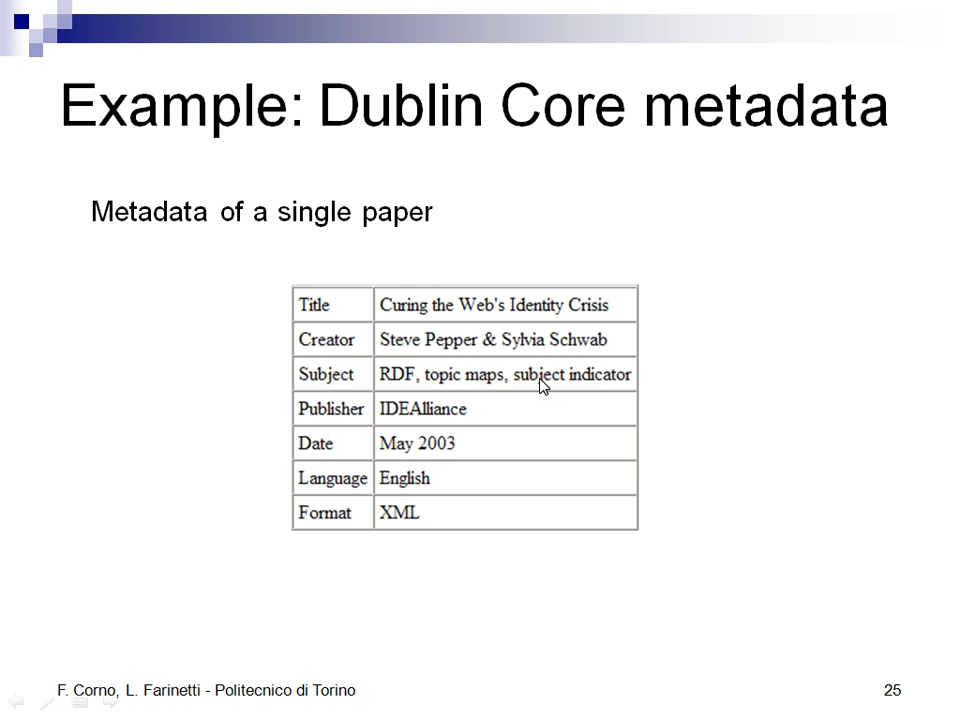 Example: Dublin Core metadata
Metadata of a single paper
Title Curing the Web's Identity Crisis
Creator Steve Pepper & Sylvia Schwab
Subject RDF, topic maps, subject indicator
Publisher IDEAlliance
Date May 2003
Language English
Format XML
F. Corno, L. Farinetti - Politecnico di Torino 25